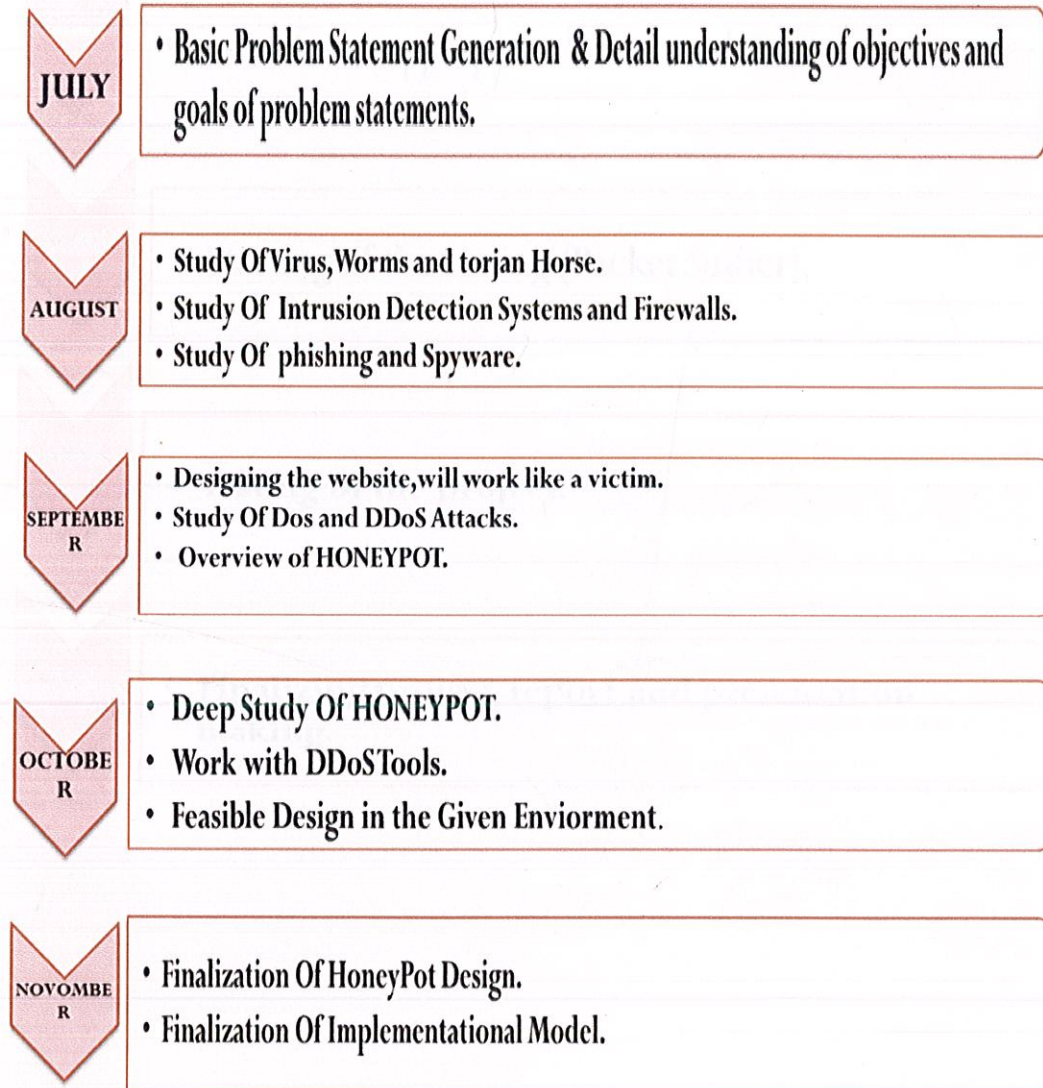 JULY
• Basic Problem Statement Generation & Detail understanding of objectives and
goals of problem statements.
AUGUST
• Study Of Virus, Worms and torjan Horse.
• Study Of Intrusion Detection Systems and Firewalls.
• Study Of phishing and Spyware.
SEPTEMBE
R
• Designing the website,will work like a victim.
• Study Of Dos and DDoS Attacks.
• Overview of HONEYPOT.
OCTOBE
R
• Deep Study Of HONEYPOT.
• Work with DDoS Tools.
• Feasible Design in the Given Enviorment.
NOVOMBE
R
• Finalization Of HoneyPot Design.
• Finalization Of Implementational Model.